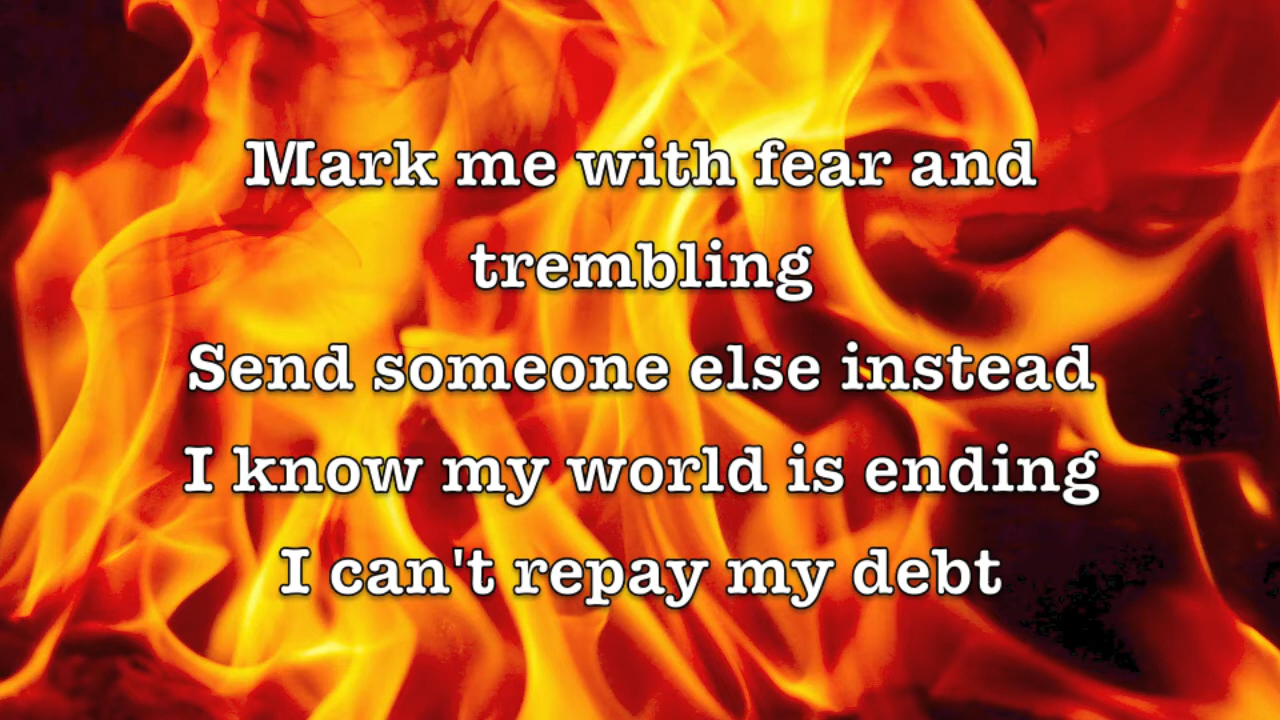 Mark me with fear and
trembling
Send someone else instead
I know my world is ending
I can't repay my debt